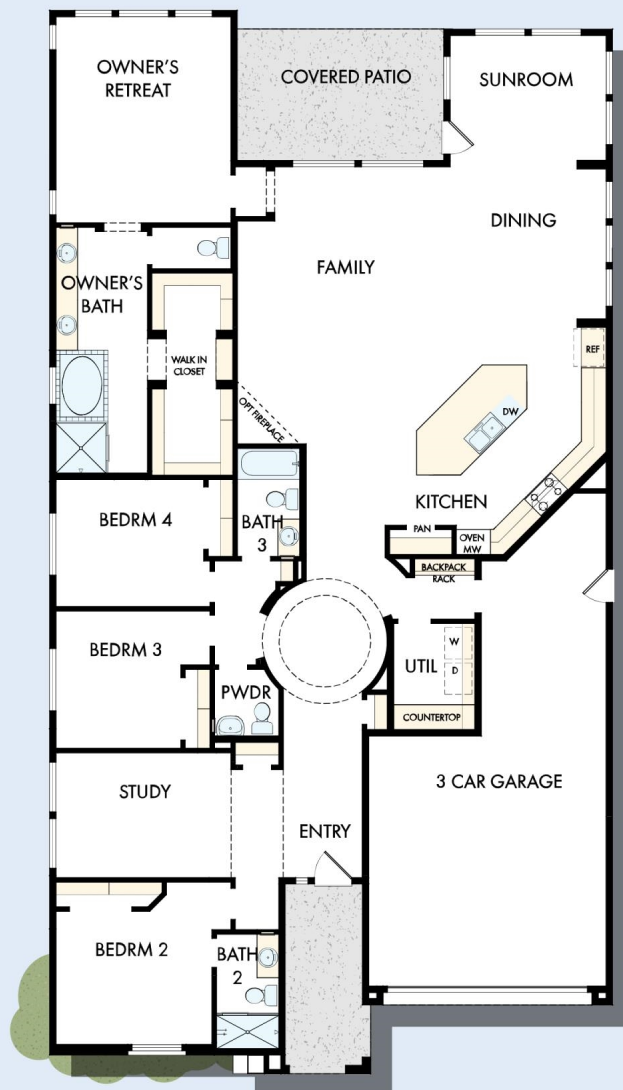 OWNER'S
RETREAT
COVERED PATIO
SUNROOM
DINING
FAMILY
OWNER'S
BATH
WALK IN
CLOSET
REF
OPT FIREPLACE
DW
KITCHEN
BEDRM 4
BATH
3
PAN
OVEN
MW
BACKPACK
RACK
BEDRM 3
W
UTIL
D
PWDR
COUNTERTOP
STUDY
3 CAR GARAGE
ENTRY
BEDRM 2
BATH
2